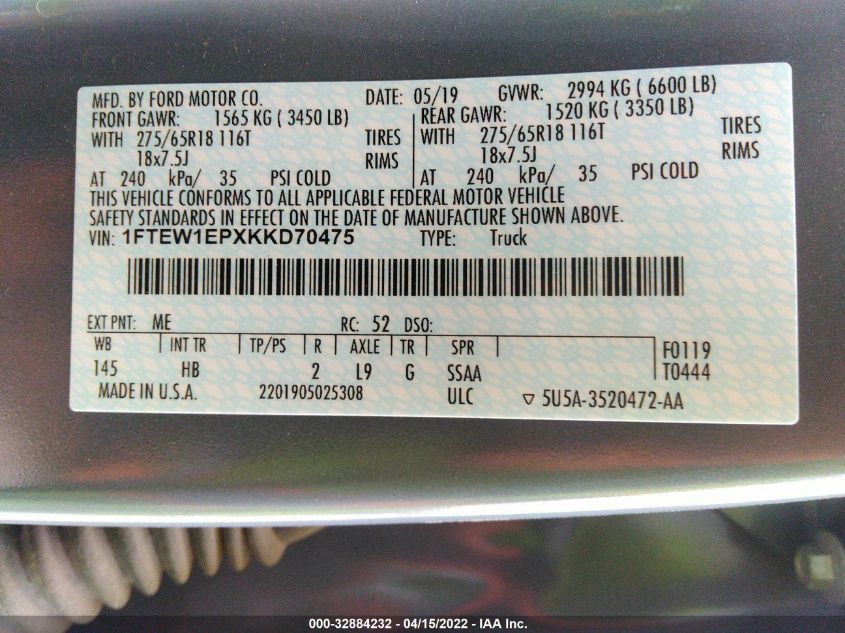 MFD. BY FORD MOTOR CO. DATE: 05/19 GVWR: 2994 KG ( 6600 LB)
FRONT GAWR: 1565 KG ( 3450 LB) REAR GAWR: 1520 KG ( 3350 LB)
WITH 275/65R18 116T TIRES WITH 275/65R18 116T TIRES
18x7.5J RIMS 18x7.5J RIMS
AT 240 kPa/ 35 PSI COLD AT 240 kPa/ 35 PSI COLD
THIS VEHICLE CONFORMS TO ALL APPLICABLE FEDERAL MOTOR VEHICLE
SAFETY STANDARDS IN EFFECT ON THE DATE OF MANUFACTURE SHOWN ABOVE.
VIN: 1FTEW1EPXKKD70475 TYPE: Truck
EXT PNT: ME RC: 52 DSO:
WB INT TR TP/PS R AXLE TR SPR F0119
145 HB 2 L9 G SSAA T0444
MADE IN U.S.A. 2201905025308 ULC ▽ 5U5A-3520472-AA
000-32884232 - 04/15/2022 - IAA Inc.